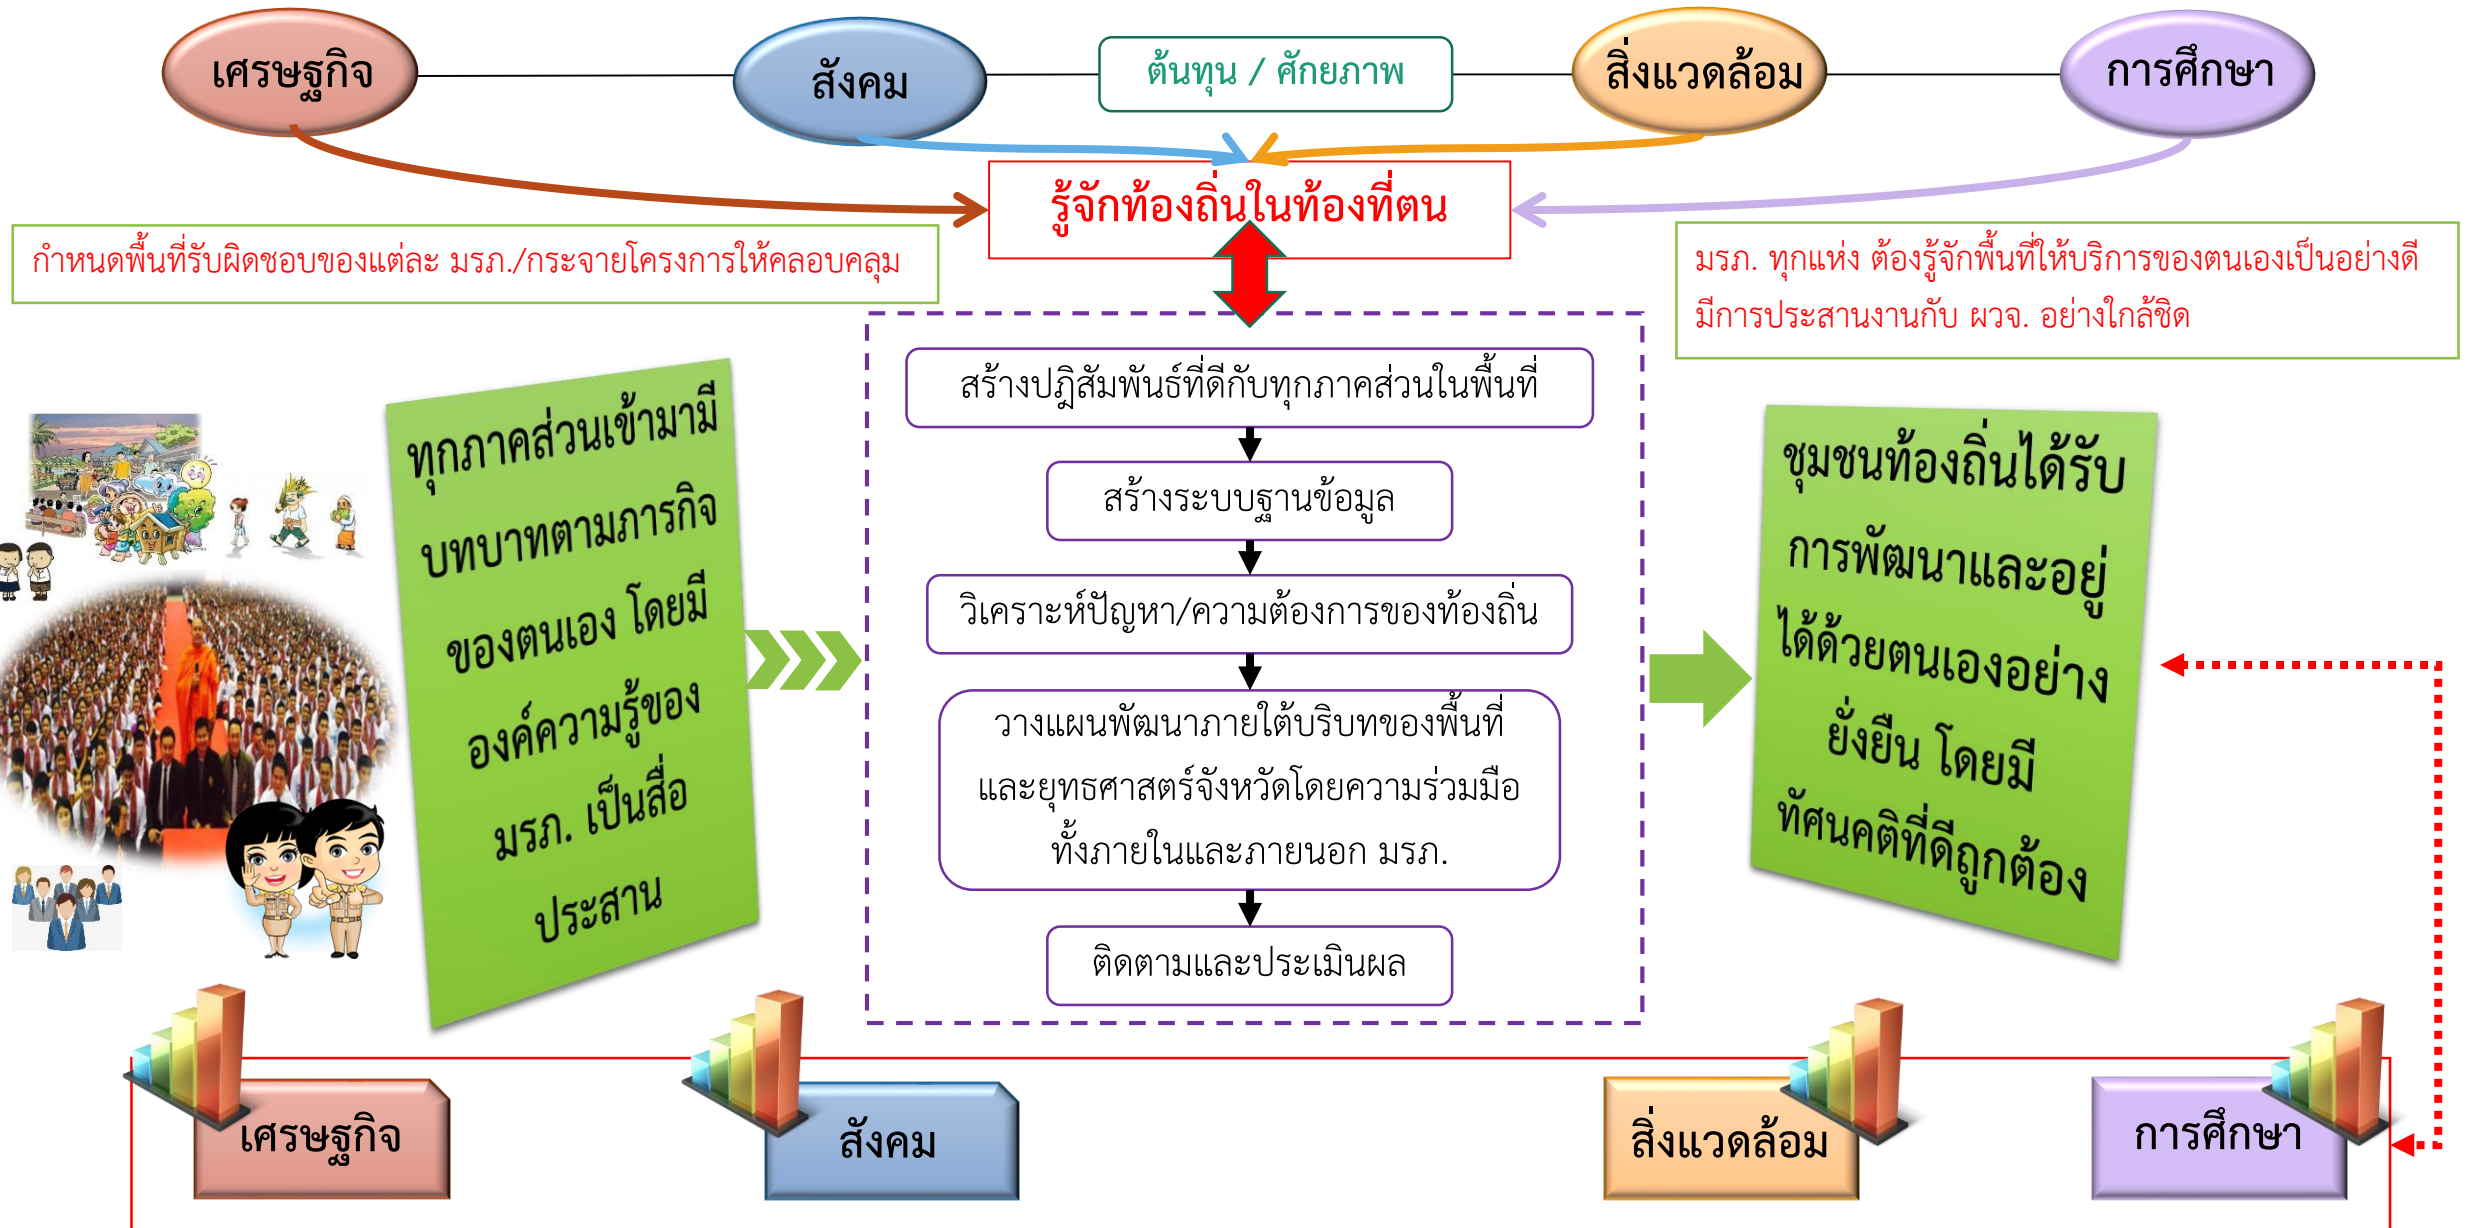 เศรษฐกิจ
สังคม
ต้นทุน / ศักยภาพ
สิ่งแวดล้อม
การศึกษา
รู้จักท้องถิ่นในท้องที่ตน
กำหนดพื้นที่รับผิดชอบของแต่ละ มรภ./กระจายโครงการให้คลอบคลุม
มรภ. ทุกแห่ง ต้องรู้จักพื้นที่ให้บริการของตนเองเป็นอย่างดี
มีการประสานงานกับ ผวจ. อย่างใกล้ชิด
ทุกภาคส่วนเข้ามามี
บทบาทตามภารกิจ
ของตนเอง โดยมี
องค์ความรู้ของ
มรภ. เป็นสื่อ
ประสาน
สร้างปฎิสัมพันธ์ที่ดีกับทุกภาคส่วนในพื้นที่
สร้างระบบฐานข้อมูล
วิเคราะห์ปัญหา/ความต้องการของท้องถิ่น
วางแผนพัฒนาภายใต้บริบทของพื้นที่
และยุทธศาสตร์จังหวัดโดยความร่วมมือ
ทั้งภายในและภายนอก มรภ.
ติดตามและประเมินผล
ชุมชนท้องถิ่นได้รับ
การพัฒนาและอยู่
ได้ด้วยตนเองอย่าง
ยั่งยืน โดยมี
ทัศนคติที่ดีถูกต้อง
เศรษฐกิจ
สังคม
สิ่งแวดล้อม
การศึกษา